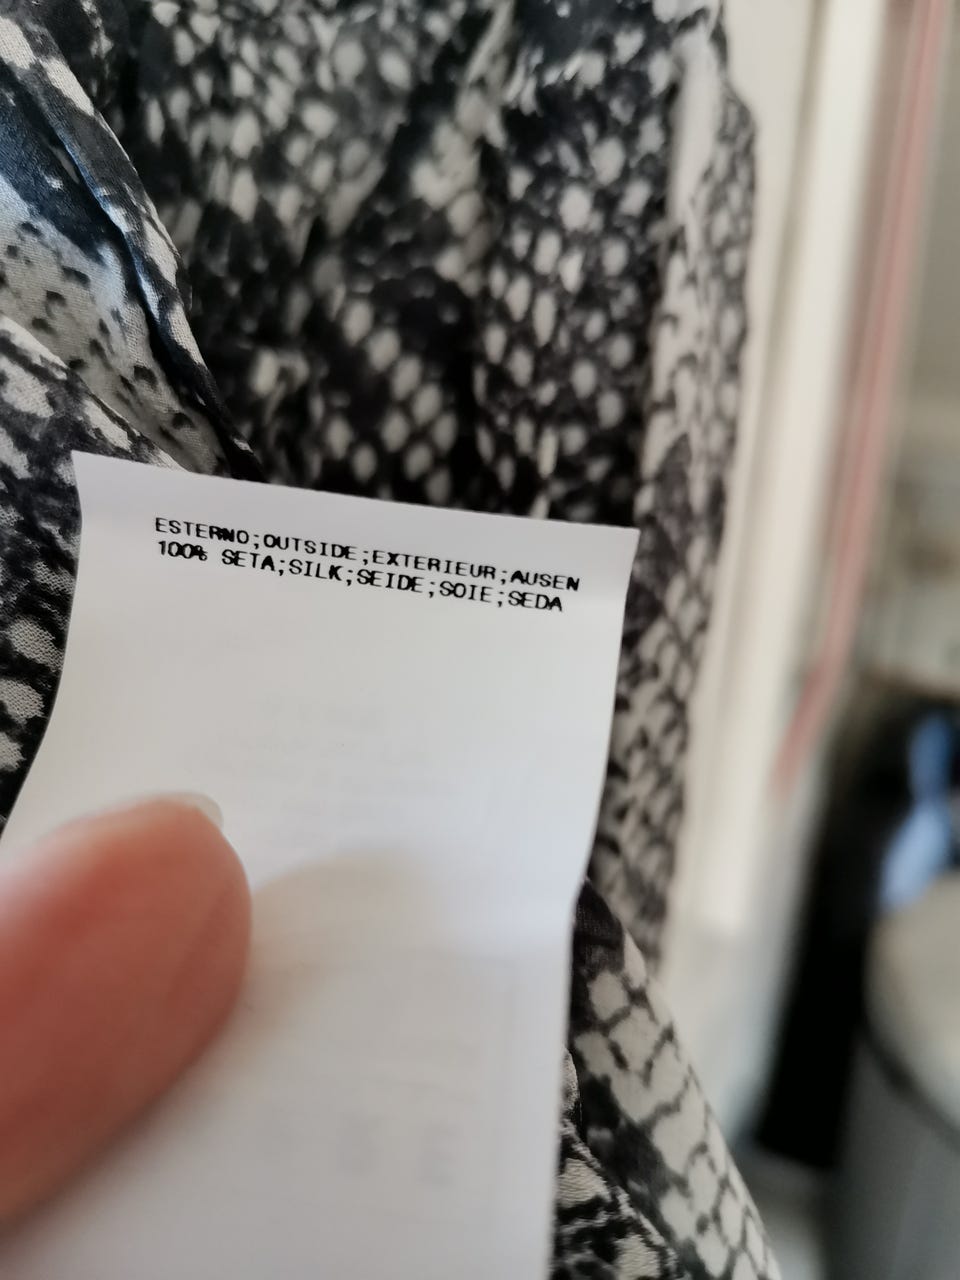 ESTERNO;OUTSIDE;EXTERIEUR;AUSEN
100% SETA;SILK;SEIDE;SOIE;SEDA